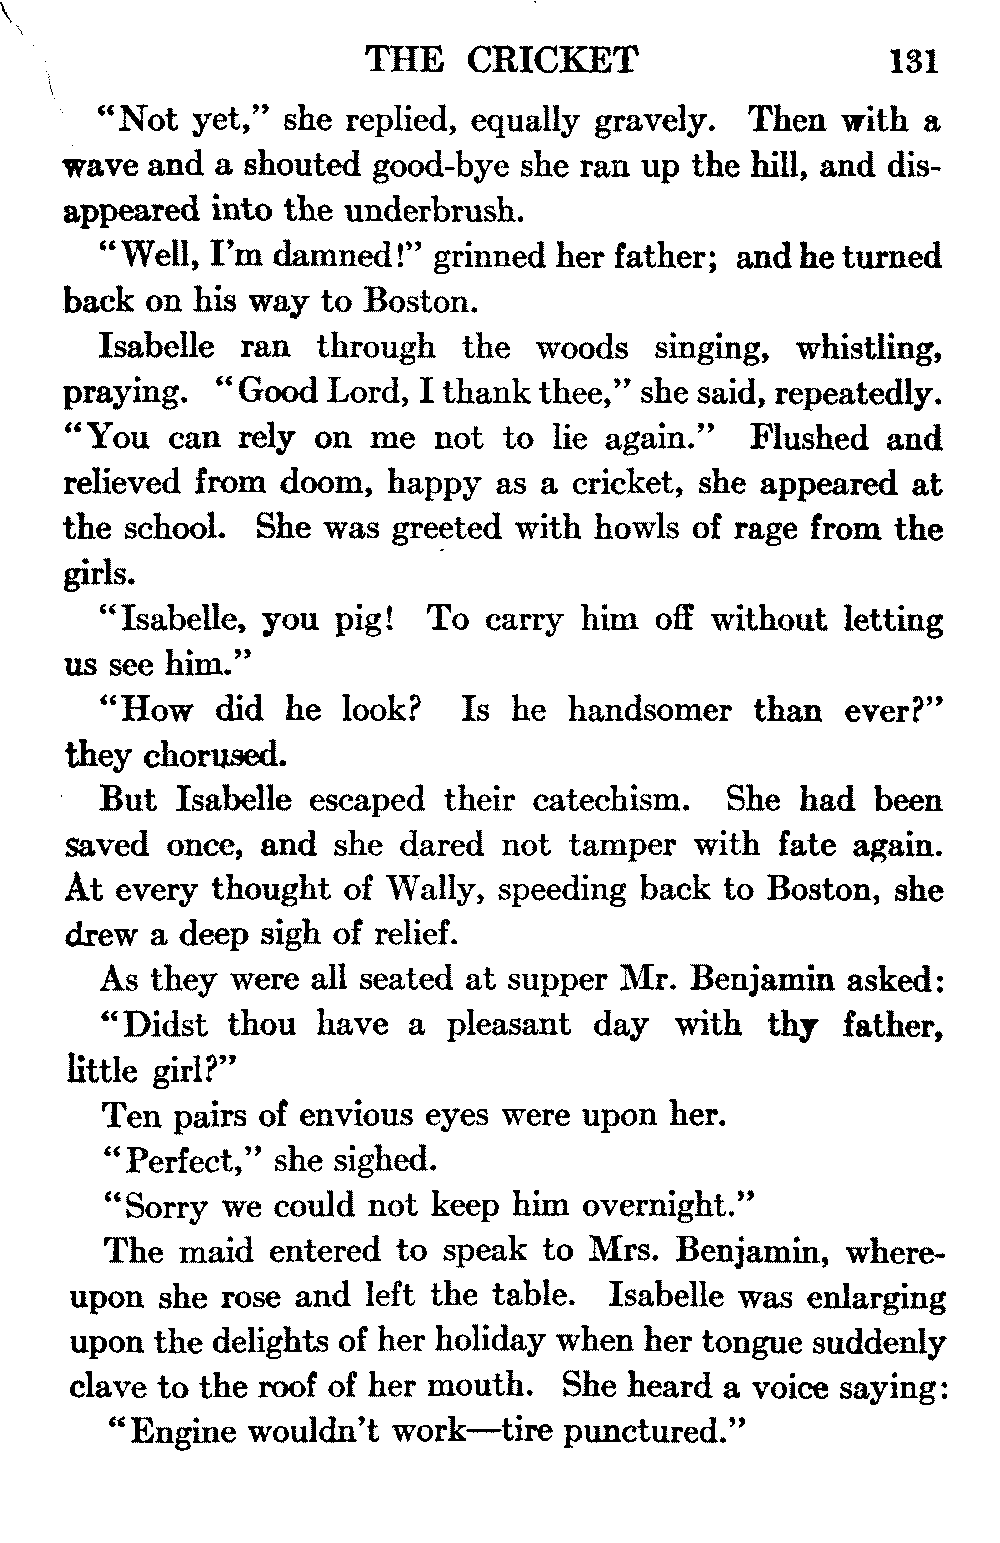 THE CRICKET 131
"Not yet," she replied, equally gravely. Then with a
wave and a shouted good-bye she ran up the hill, and dis-
appeared into the underbrush.
"Well, I'm damned!" grinned her father; and he turned
back on his way to Boston.
Isabelle ran through the woods singing, whistling,
praying. "Good Lord, I thank thee," she said, repeatedly.
"You can rely on me not to lie again." Flushed and
relieved from doom, happy as a cricket, she appeared at
the school. She was greeted with howls of rage from the
girls.
"Isabelle, you pig! To carry him off without letting
us see him."
"How did he look? Is he handsomer than ever?"
they chorused.
But Isabelle escaped their catechism. She had been
saved once, and she dared not tamper with fate again.
At every thought of Wally, speeding back to Boston, she
drew a deep sigh of relief.
As they were all seated at supper Mr. Benjamin asked:
"Didst thou have a pleasant day with thy father,
little girl?"
Ten pairs of envious eyes were upon her.
"Perfect," she sighed.
"Sorry we could not keep him overnight."
The maid entered to speak to Mrs. Benjamin, where-
upon she rose and left the table. Isabelle was enlarging
upon the delights of her holiday when her tongue suddenly
clave to the roof of her mouth. She heard a voice saying:
"Engine wouldn't work—tire punctured."